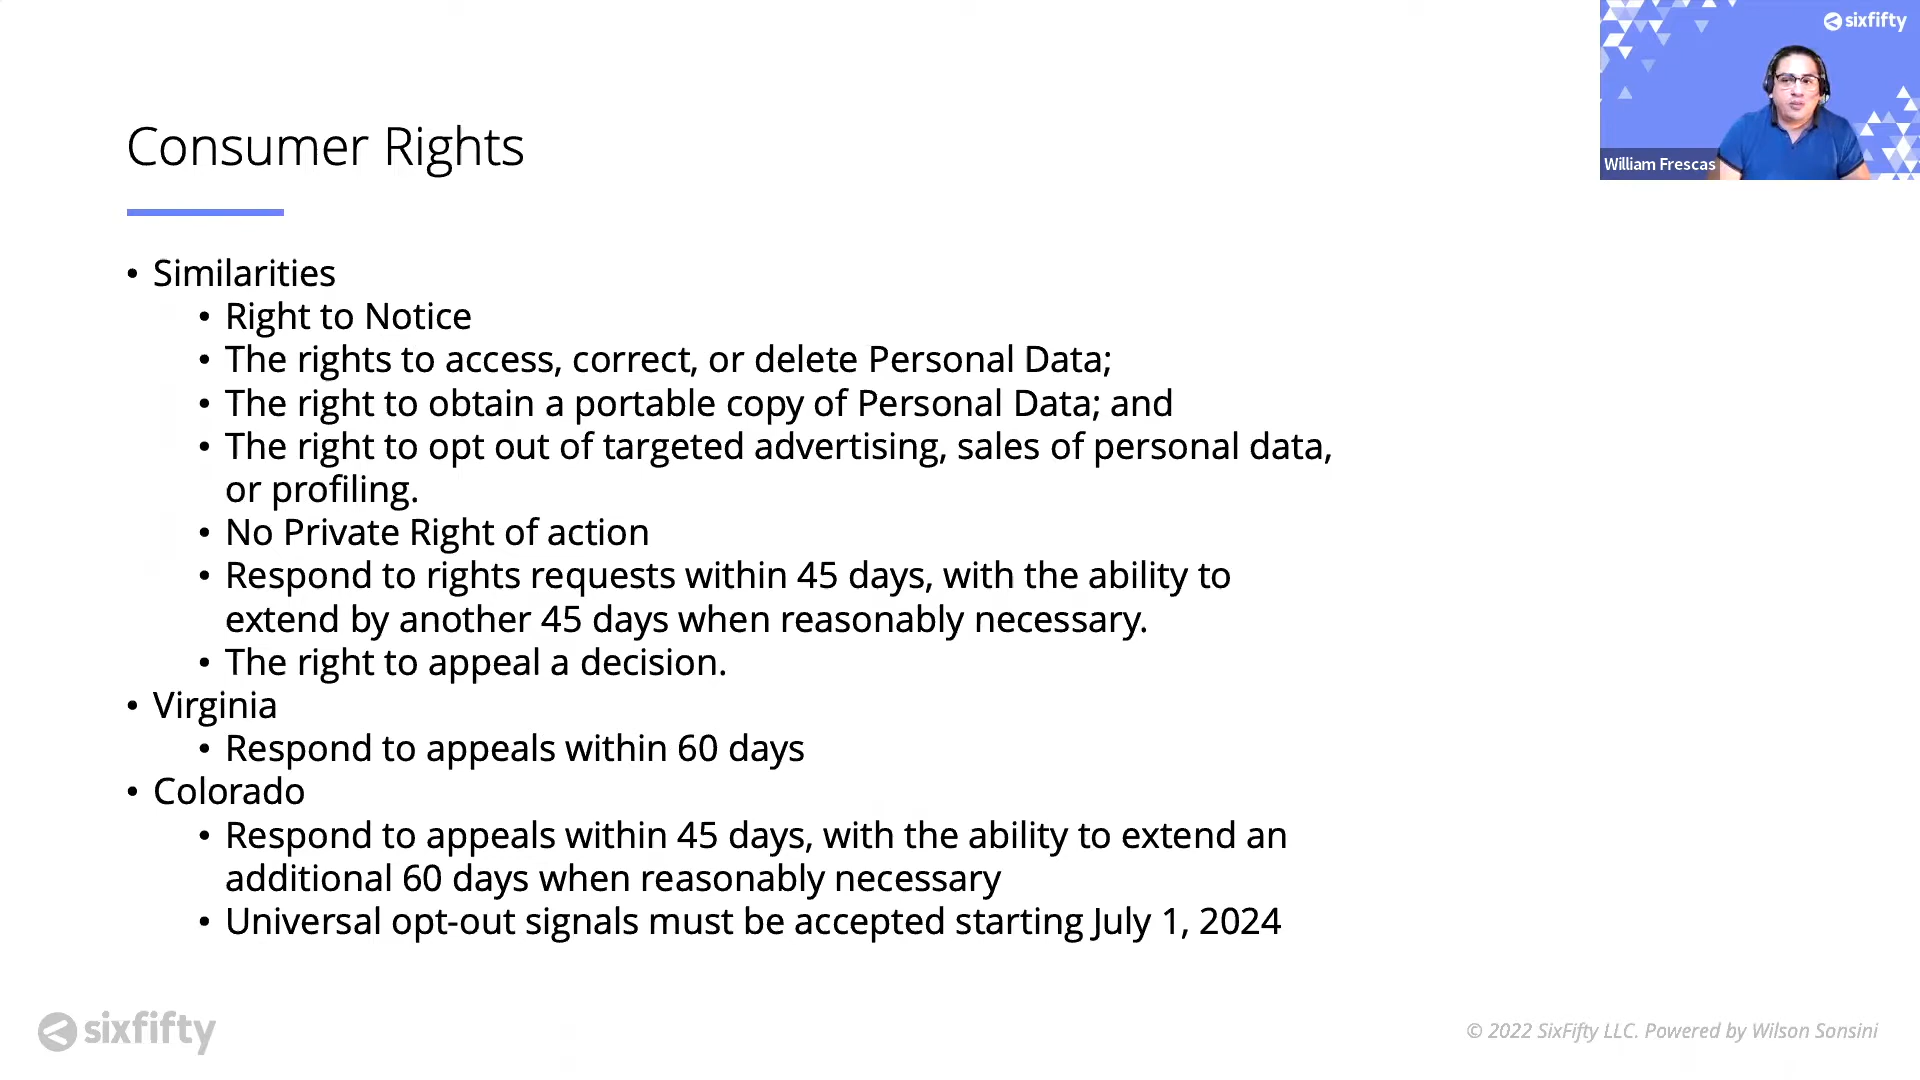 sixfifty
William Frescas
Consumer Rights
• Similarities
• Right to Notice
• The rights to access, correct, or delete Personal Data;
• The right to obtain a portable copy of Personal Data; and
• The right to opt out of targeted advertising, sales of personal data,
or profiling.
• No Private Right of action
• Respond to rights requests within 45 days, with the ability to
extend by another 45 days when reasonably necessary.
• The right to appeal a decision.
• Virginia
• Respond to appeals within 60 days
• Colorado
• Respond to appeals within 45 days, with the ability to extend an
additional 60 days when reasonably necessary
• Universal opt-out signals must be accepted starting July 1, 2024
sixfifty
© 2022 SixFifty LLC. Powered by Wilson Sonsini